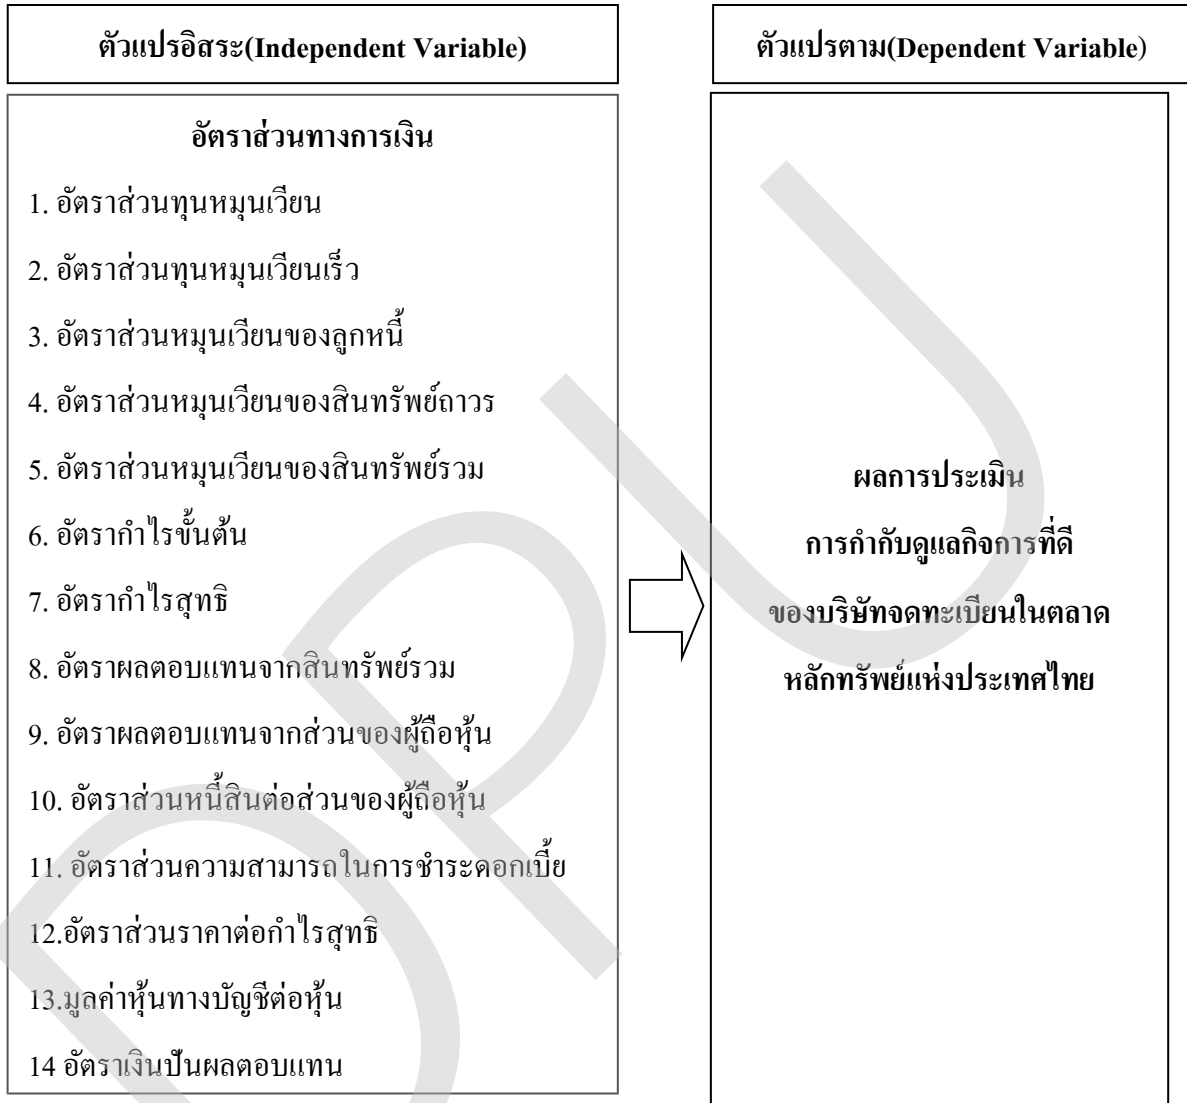 ตัวแปรอิสระ(Independent Variable)
ตัวแปรตาม(Dependent Variable)
อัตราส่วนทางการเงิน
1. อัตราส่วนทุนหมุนเวียน
2. อัตราส่วนทุนหมุนเวียนเร็ว
3. อัตราส่วนหมุนเวียนของลูกหนี้
4. อัตราส่วนหมุนเวียนของสินทรัพย์ถาวร
5. อัตราส่วนหมุนเวียนของสินทรัพย์รวม
6. อัตรากำไรขั้นต้น
7. อัตรากำไรสุทธิ
8. อัตราผลตอบแทนจากสินทรัพย์รวม
9. อัตราผลตอบแทนจากส่วนของผู้ถือหุ้น
10. อัตราส่วนหนี้สินต่อส่วนของผู้ถือหุ้น
11. อัตราส่วนความสามารถในการชำระดอกเบี้ย
12.อัตราส่วนราคาต่อกำไรสุทธิ
13.มูลค่าหุ้นทางบัญชีต่อหุ้น
14 อัตราเงินปันผลตอบแทน
ผลการประเมิน
การกำกับดูแลกิจการที่ดี
ของบริษัทจดทะเบียนในตลาด
หลักทรัพย์แห่งประเทศไทย
DPU